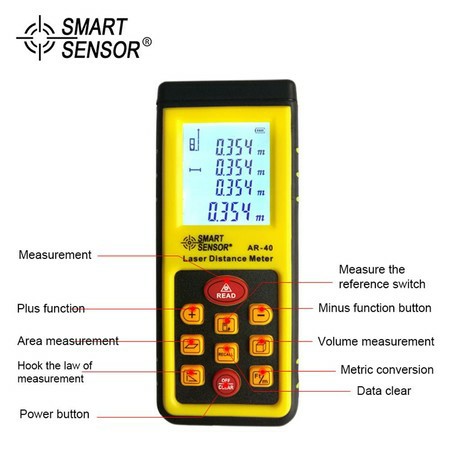 SMART
SENSOR®
0.354 m
0.354 m
0.354 m
0.354 m
SMART
SENSOR®
AR-40
Laser Distance Meter
READ
Measurement
Measure the
reference switch
Plus function
+
−
Minus function button
Area measurement
Volume measurement
RECALL
Hook the law of
measurement
Metric conversion
OFF
CLEAR
Data clear
Power button